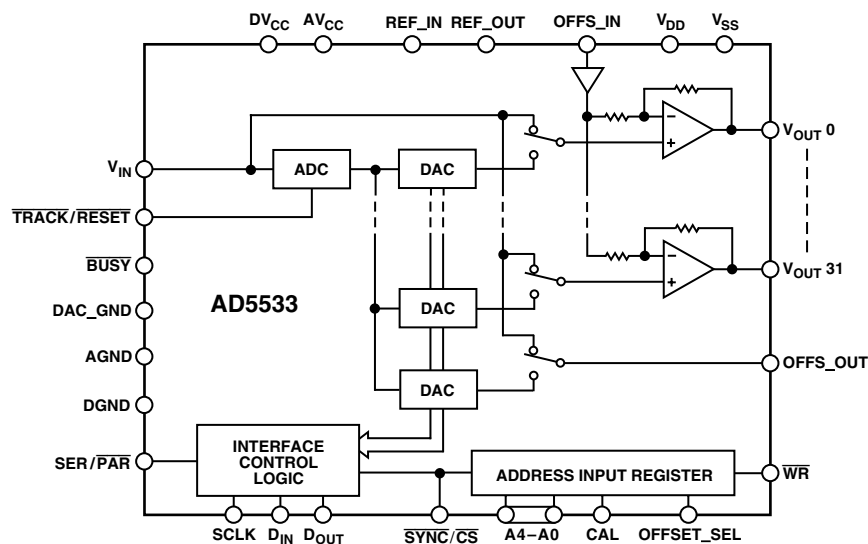 DVCC AVCC REF_IN REF_OUT OFFS_IN VDD VSS
VIN
ADC
DAC
VOUT 0
TRACK/RESET
BUSY
DAC_GND
AD5533
DAC
VOUT 31
AGND
DAC
OFFS_OUT
DGND
SER/PAR
INTERFACE
CONTROL
LOGIC
ADDRESS INPUT REGISTER
WR
SCLK DIN DOUT SYNC/CS A4–A0 CAL OFFSET_SEL